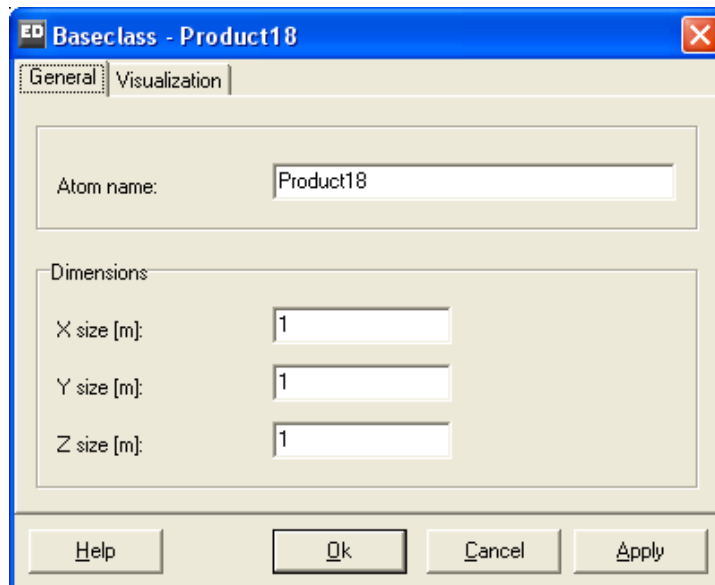 ED Baseclass - Product18
General Visualization
Atom name: Product18
Dimensions
X size [m]: 1
Y size [m]: 1
Z size [m]: 1
Help Ok Cancel Apply